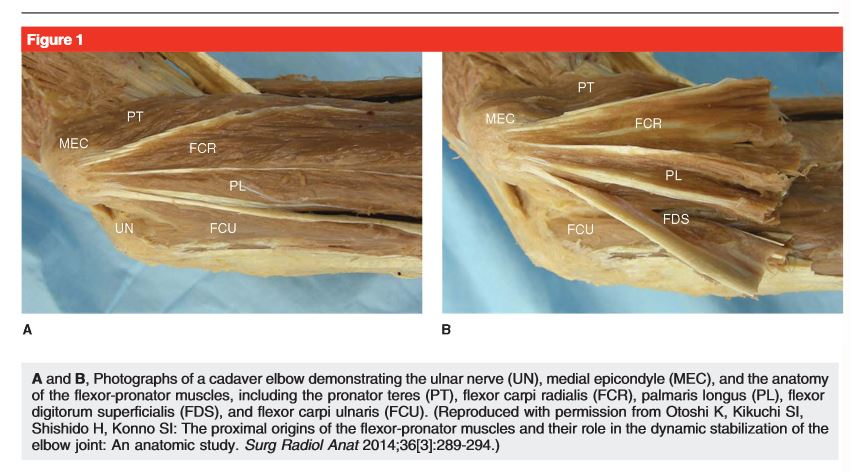 Figure 1
PT
MEC
FCR
PL
UN
FCU
A
PT
MEC
FCR
PL
FDS
FCU
B
A and B, Photographs of a cadaver elbow demonstrating the ulnar nerve (UN), medial epicondyle (MEC), and the anatomy
of the flexor-pronator muscles, including the pronator teres (PT), flexor carpi radialis (FCR), palmaris longus (PL), flexor
digitorum superficialis (FDS), and flexor carpi ulnaris (FCU). (Reproduced with permission from Otoshi K, Kikuchi SI,
Shishido H, Konno SI: The proximal origins of the flexor-pronator muscles and their role in the dynamic stabilization of the
elbow joint: An anatomic study. Surg Radiol Anat 2014;36[3]:289-294.)